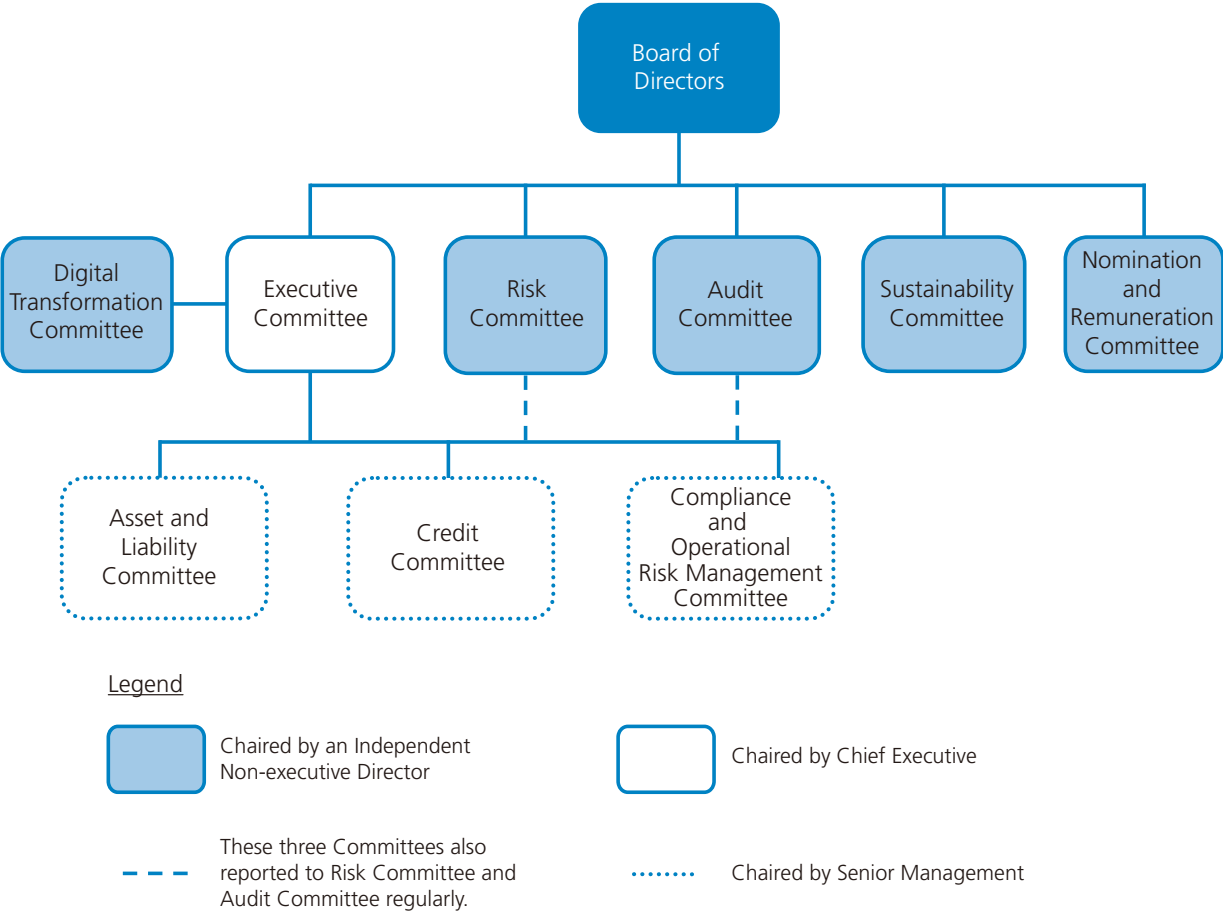 Board of
Directors
Digital
Transformation
Committee
Executive
Committee
Risk
Committee
Audit
Committee
Sustainability
Committee
Nomination
and
Remuneration
Committee
Asset and
Liability
Committee
Credit
Committee
Compliance
and
Operational
Risk Management
Committee
Legend
Chaired by an Independent
Non-executive Director
Chaired by Chief Executive
These three Committees also
reported to Risk Committee and
Audit Committee regularly.
Chaired by Senior Management